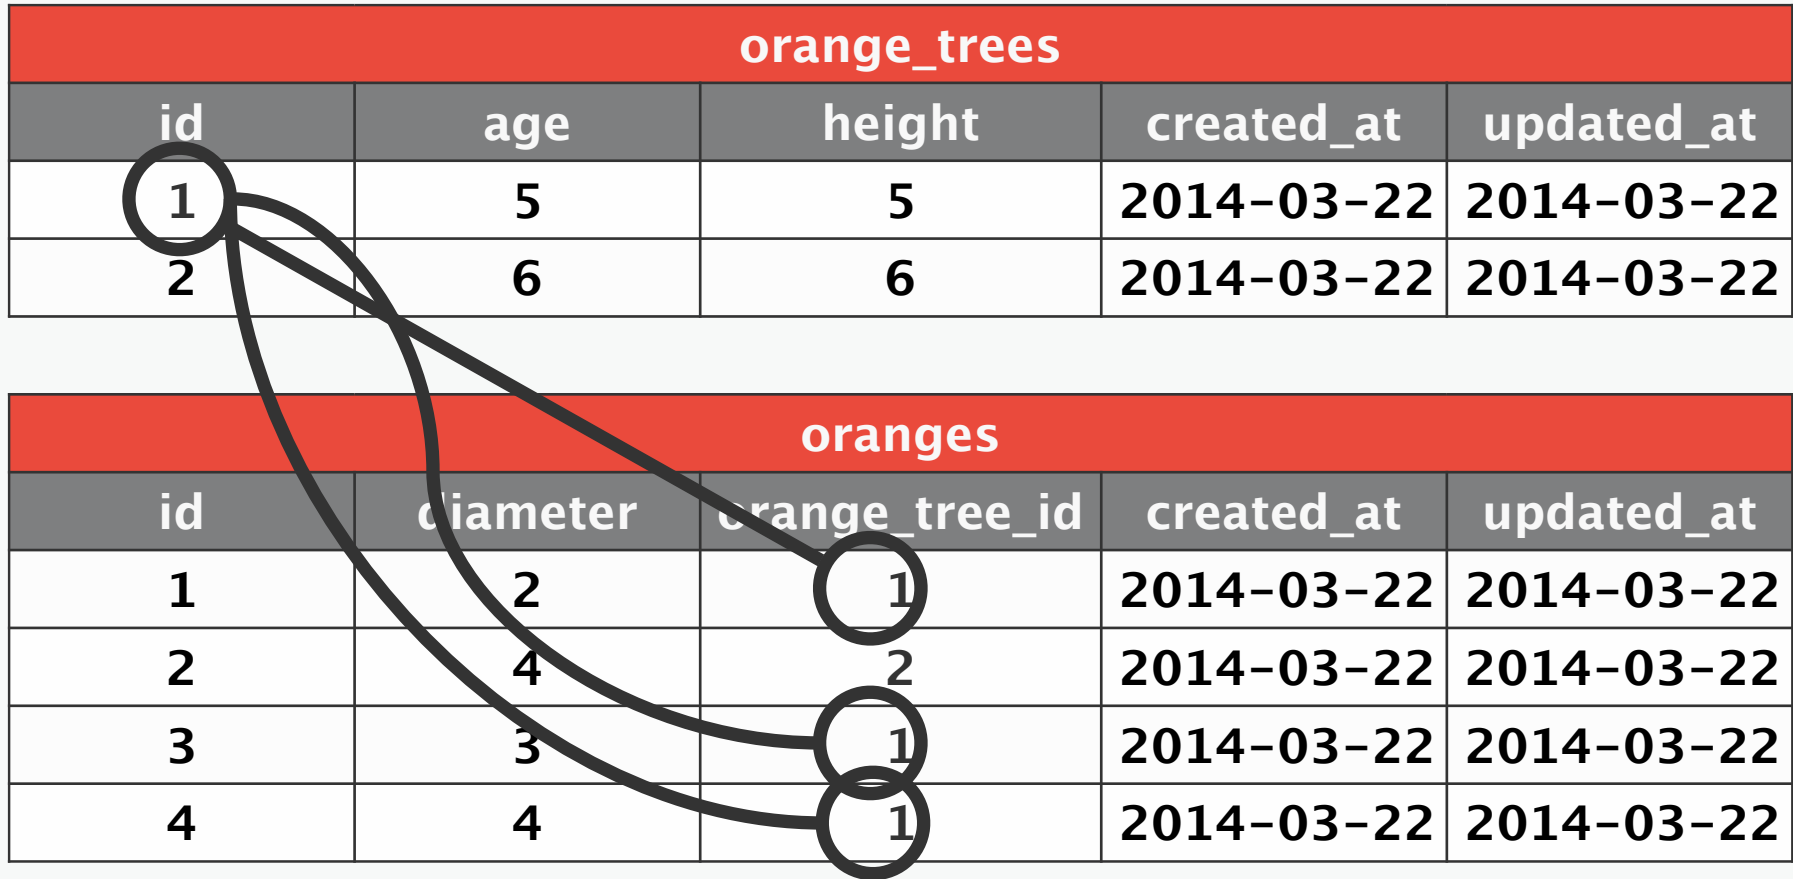 orange_trees
id age height created_at updated_at
1 5 5 2014-03-22 2014-03-22
2 6 6 2014-03-22 2014-03-22
oranges
id diameter orange_tree_id created_at updated_at
1 2 1 2014-03-22 2014-03-22
2 4 2 2014-03-22 2014-03-22
3 3 1 2014-03-22 2014-03-22
4 4 1 2014-03-22 2014-03-22